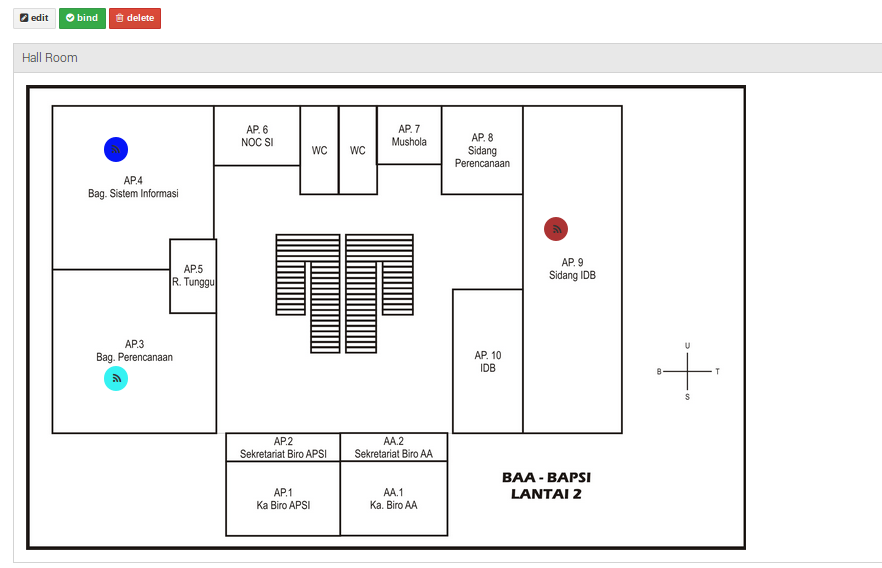 edit bind delete
Hall Room
AP. 6
NOC SI
WC
WC
AP. 7
Mushola
AP. 8
Sidang
Perencanaan
AP.4
Bag. Sistem Informasi
AP.5
R. Tunggu
AP. 9
Sidang IDB
AP.3
Bag. Perencanaan
AP. 10
IDB
U
B T
S
AP.2
Sekretariat Biro APSI
AA.2
Sekretariat Biro AA
AP.1
Ka Biro APSI
AA.1
Ka. Biro AA
BAA - BAPSI
LANTAI 2